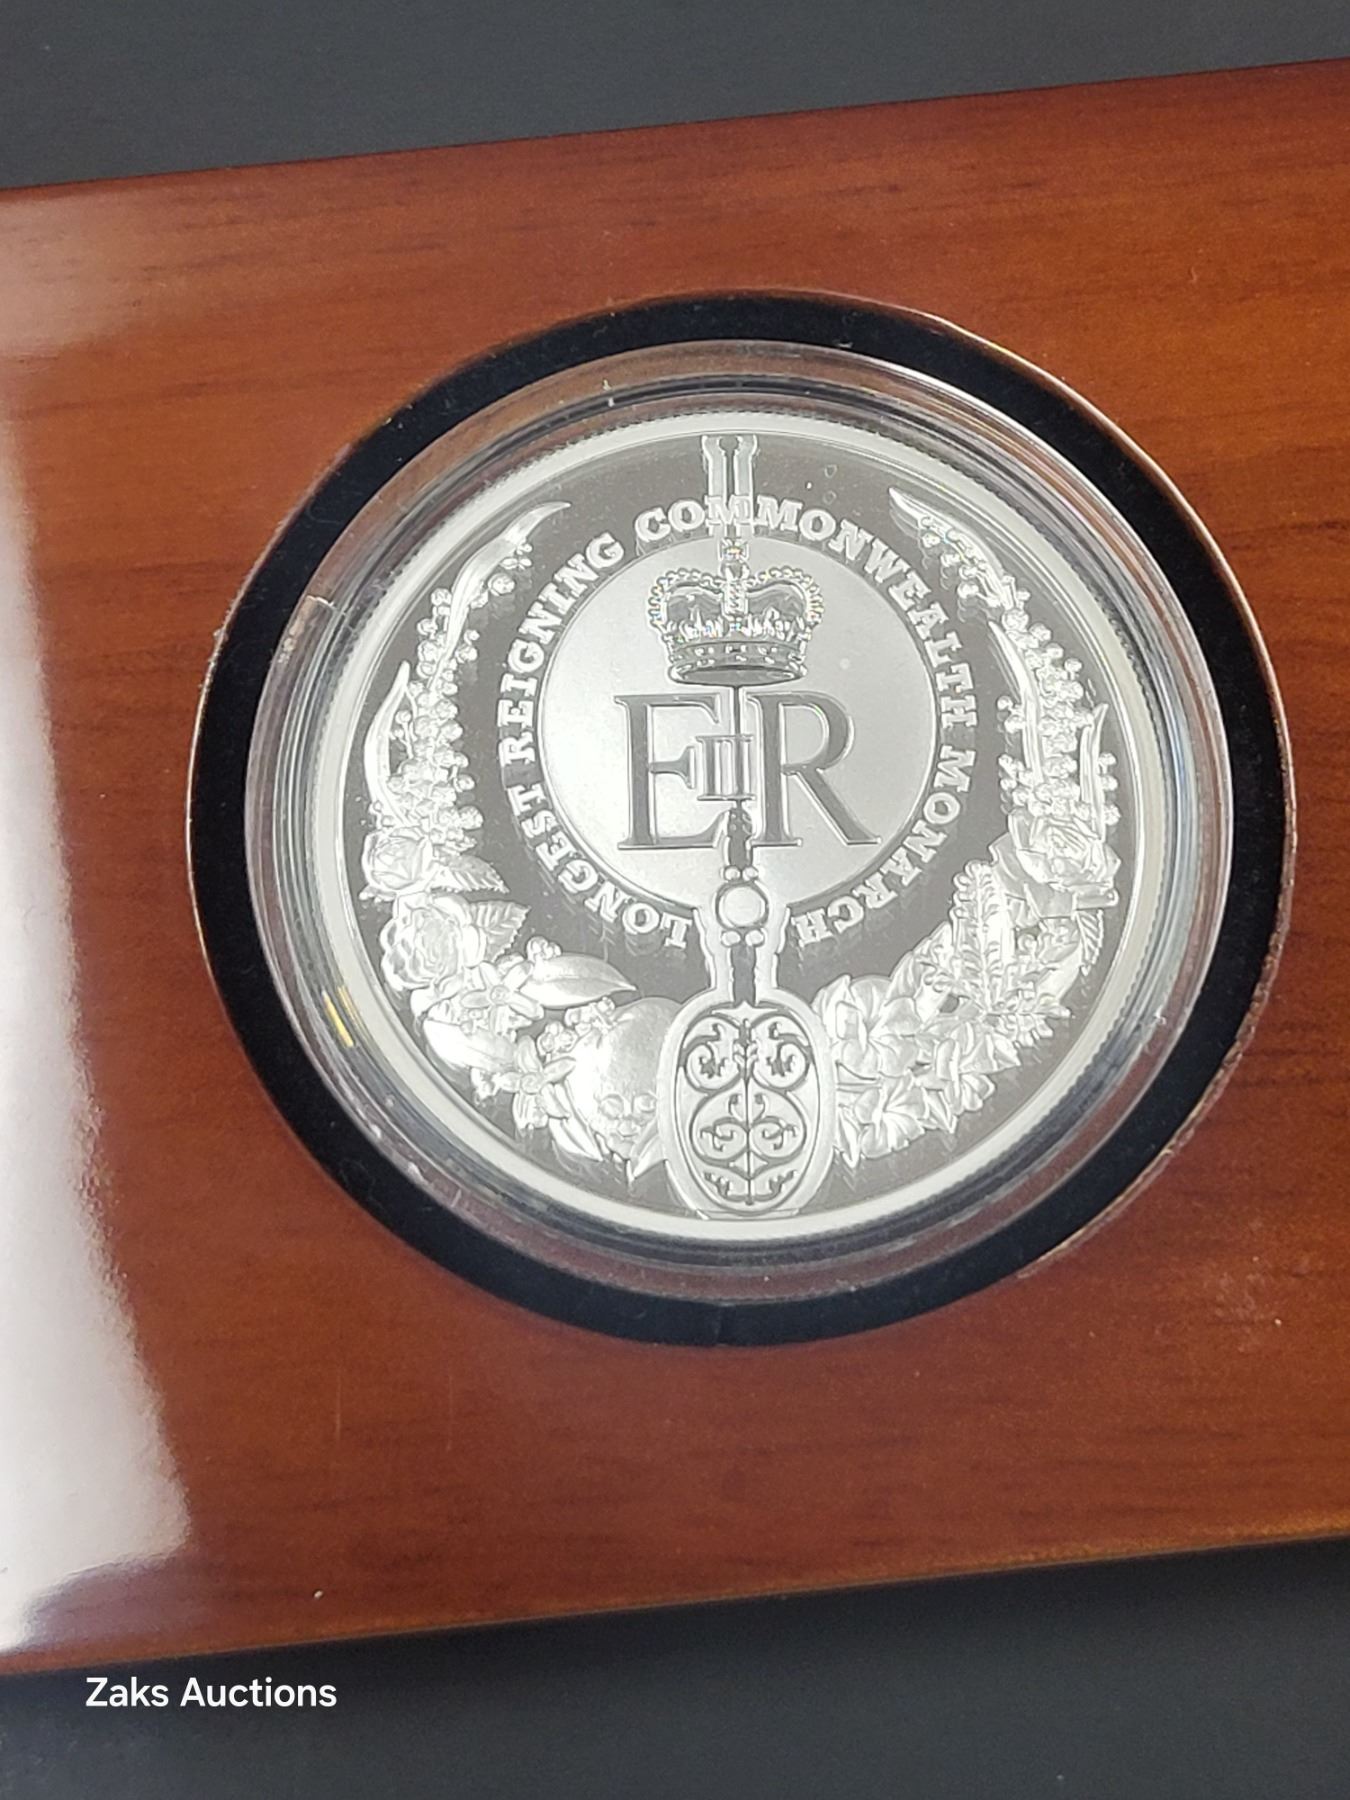 LONGEST REIGNING COMMONWEALTH MONARCH
EIIR
Zaks Auctions